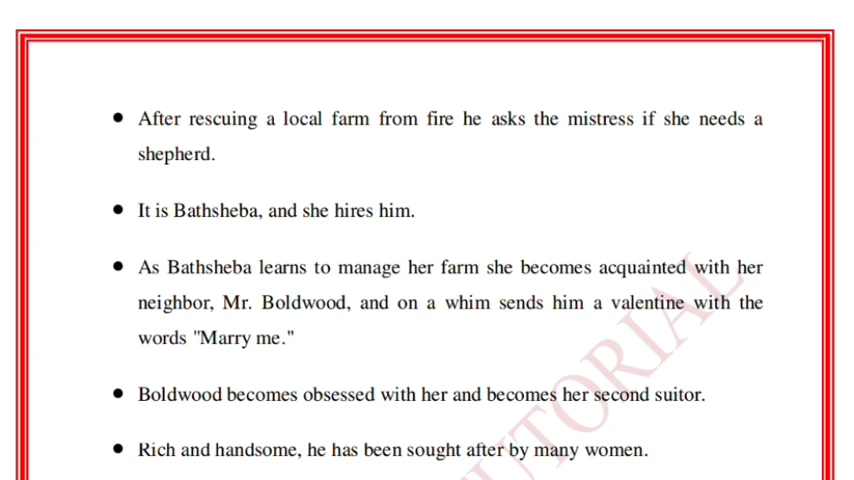 • After rescuing a local farm from fire he asks the mistress if she needs a
shepherd.
• It is Bathsheba, and she hires him.
• As Bathsheba learns to manage her farm she becomes acquainted with her
neighbor, Mr. Boldwood, and on a whim sends him a valentine with the
words "Marry me."
• Boldwood becomes obsessed with her and becomes her second suitor.
• Rich and handsome, he has been sought after by many women.
TUTORIAL